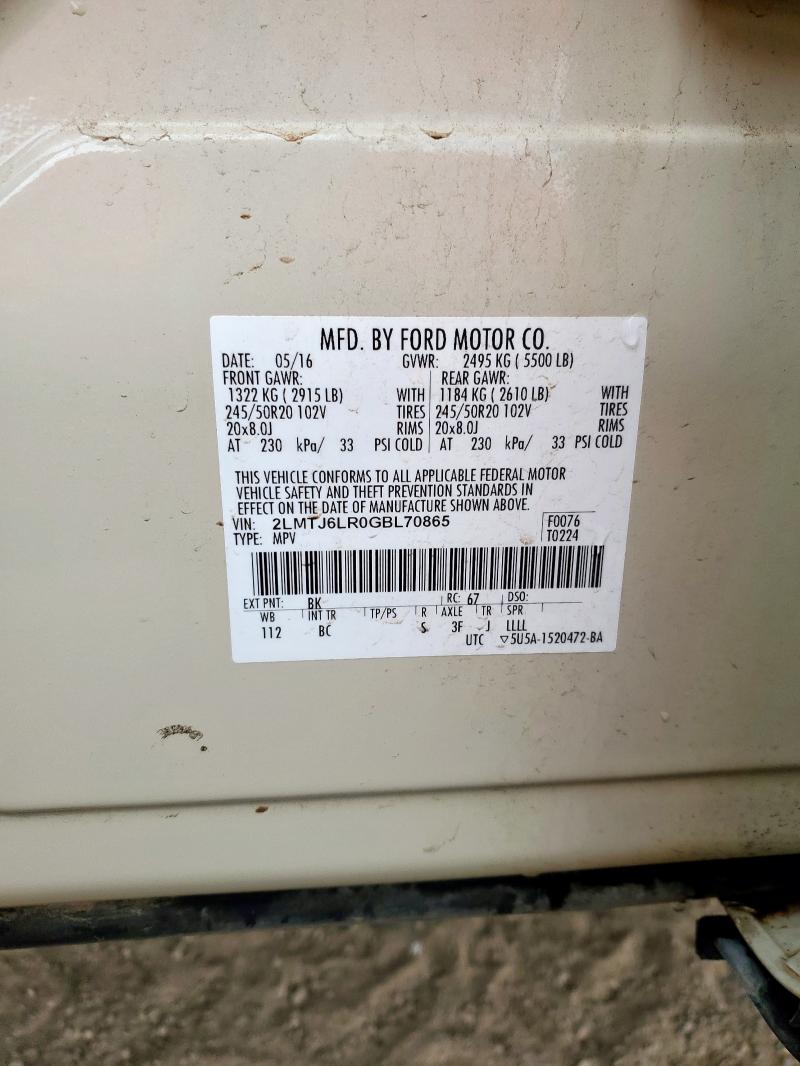 MFD. BY FORD MOTOR CO.
DATE: 05/16 GVWR: 2495 KG ( 5500 LB)
FRONT GAWR: REAR GAWR:
1322 KG ( 2915 LB) WITH 1184 KG ( 2610 LB) WITH
245/50R20 102V TIRES 245/50R20 102V TIRES
20x8.0J RIMS 20x8.0J RIMS
AT 230 kPa/ 33 PSI COLD AT 230 kPa/ 33 PSI COLD
THIS VEHICLE CONFORMS TO ALL APPLICABLE FEDERAL MOTOR
VEHICLE SAFETY AND THEFT PREVENTION STANDARDS IN
EFFECT ON THE DATE OF MANUFACTURE SHOWN ABOVE.
VIN: 2LMTJ6LR0GBL70865 F0076
TYPE: MPV T0224
EXT PNT: BK RC: 67 DSO:
WB INT TR TP/PS R AXLE TR SPR
112 BC S 3F J LLLL
UTC ▽5U5A-1520472-BA